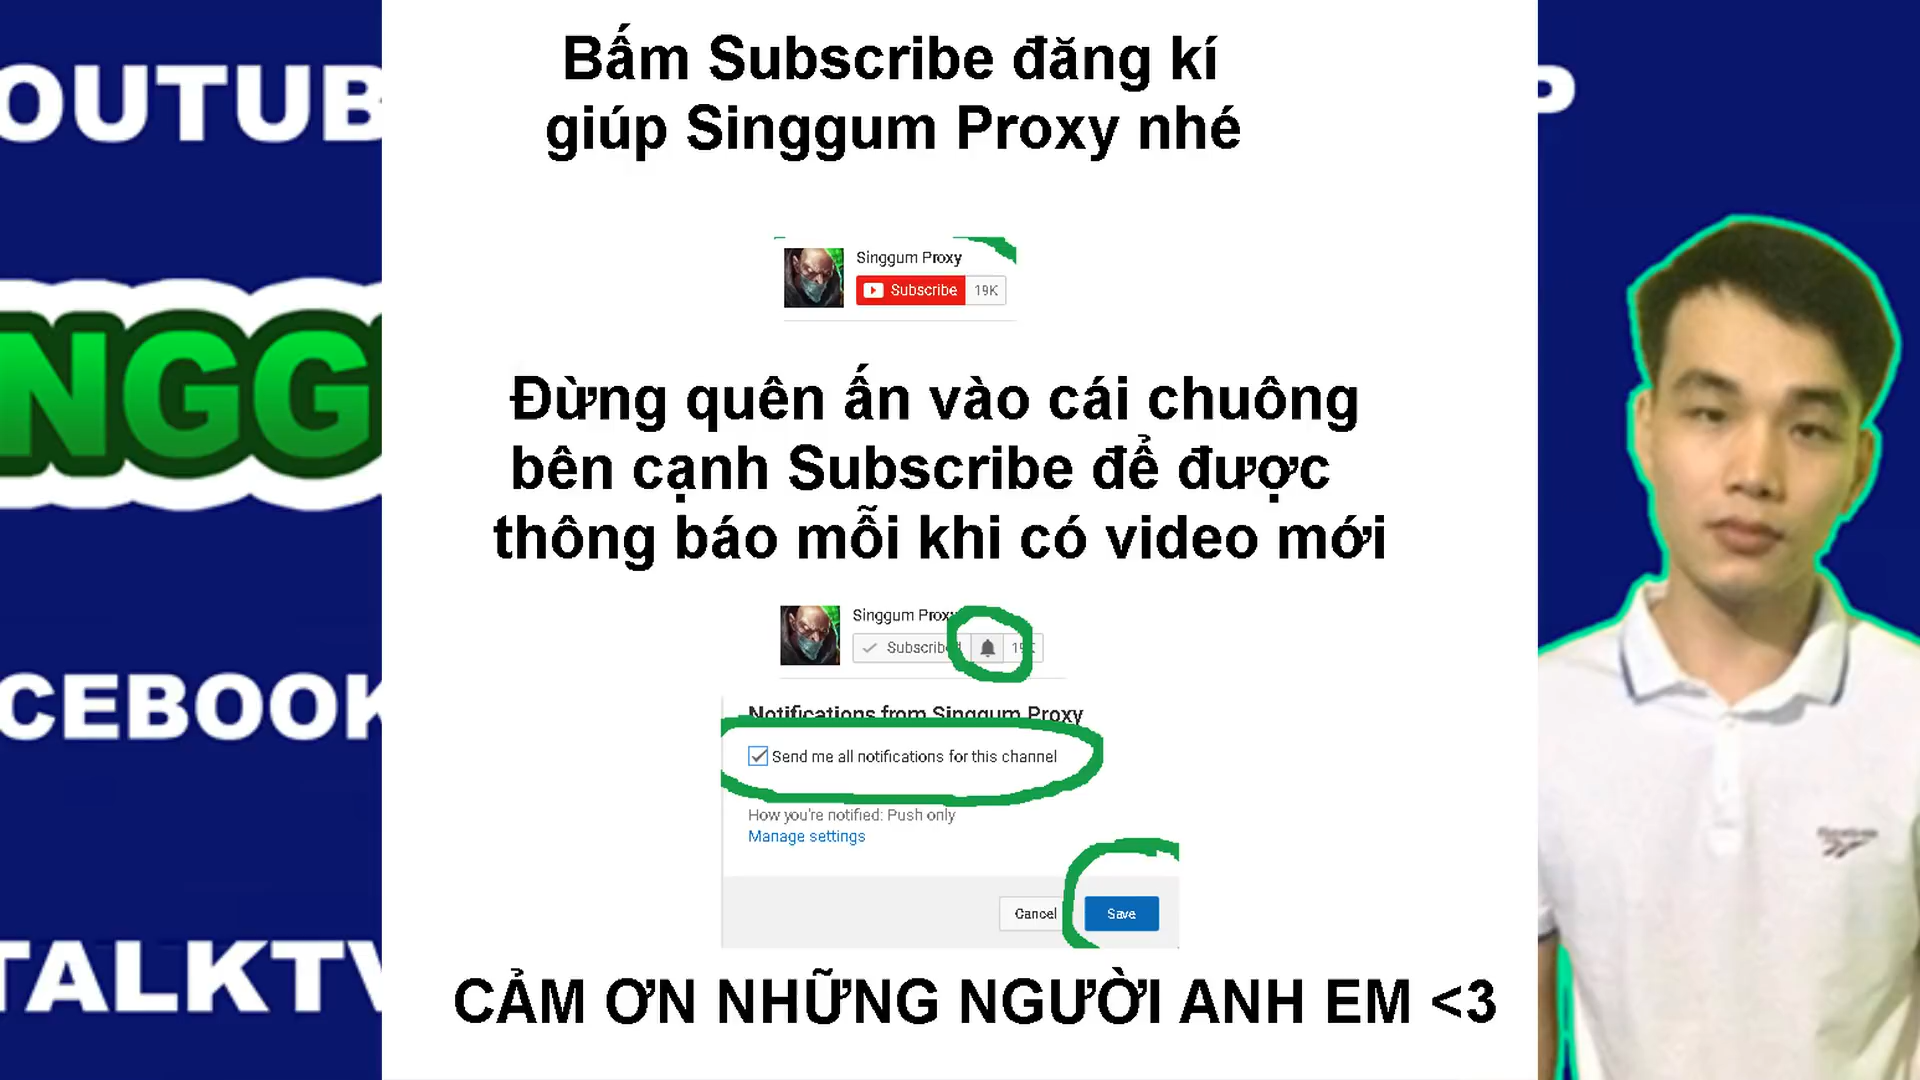 Bấm Subscribe đăng kí
giúp Singgum Proxy nhé
OUTUB
P
Singgum Proxy
Subscribe 19K
NGG
Đừng quên ấn vào cái chuông
bên cạnh Subscribe để được
thông báo mỗi khi có video mới
Singgum Proxy
Subscribed
CEBOOK
Notifications from Singgum Proxy
Send me all notifications for this channel
How you're notified: Push only
Manage settings
Cancel Save
TALKTV
CẢM ƠN NHỮNG NGƯỜI ANH EM <3